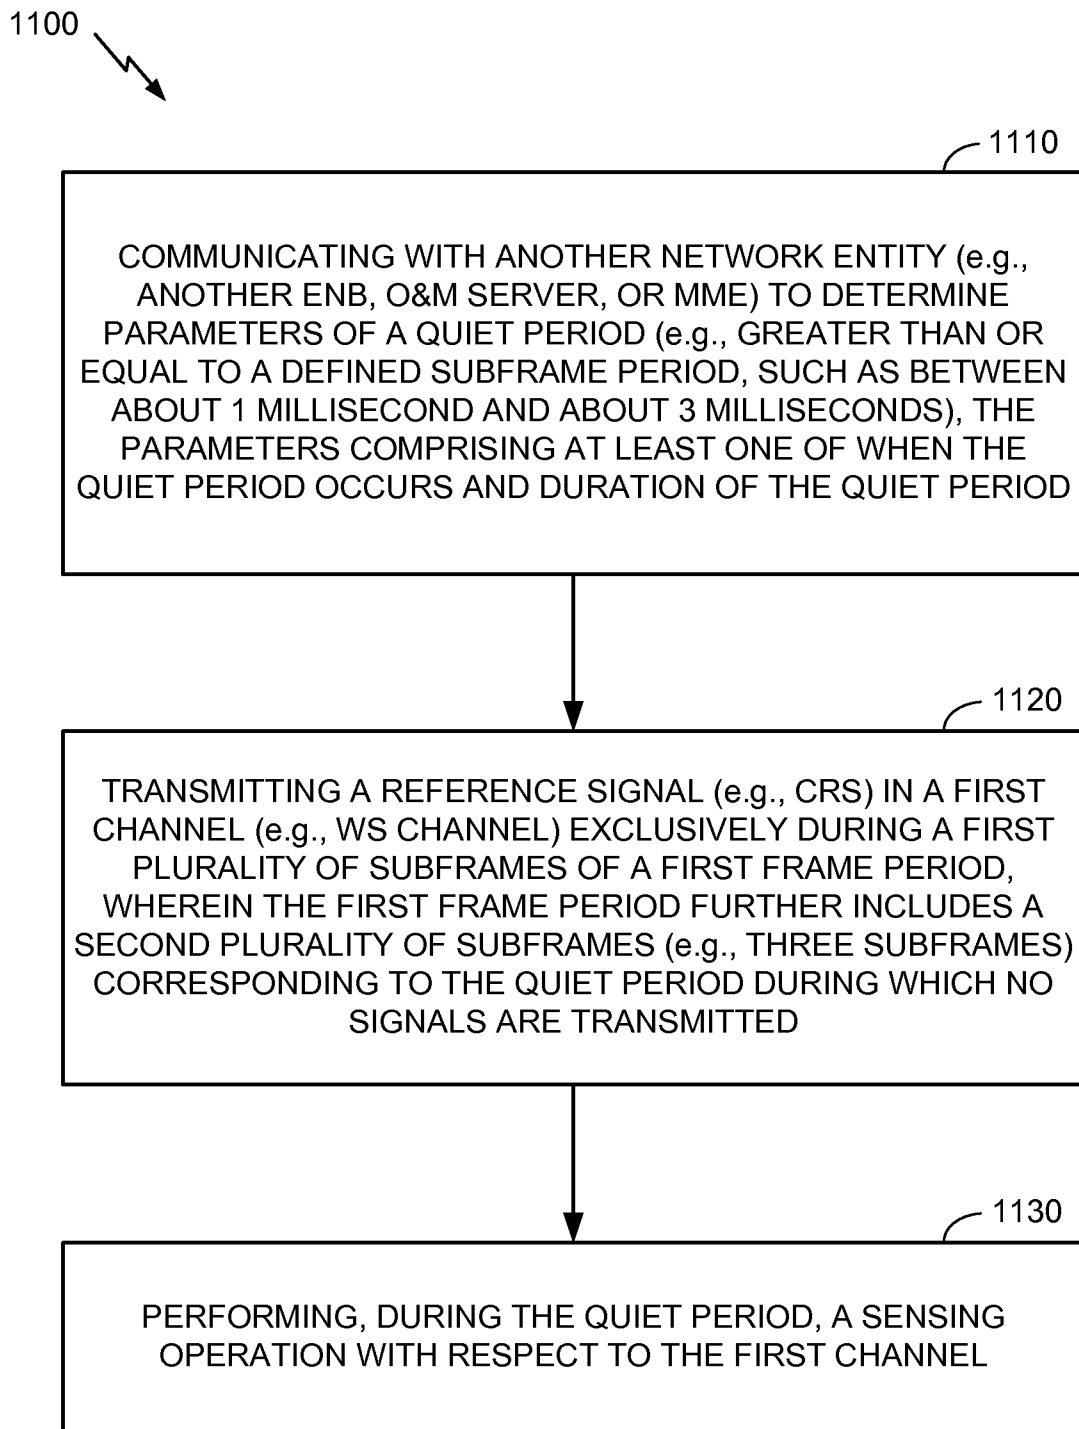 1100
1110
COMMUNICATING WITH ANOTHER NETWORK ENTITY (e.g.,
ANOTHER ENB, O&M SERVER, OR MME) TO DETERMINE
PARAMETERS OF A QUIET PERIOD (e.g., GREATER THAN OR
EQUAL TO A DEFINED SUBFRAME PERIOD, SUCH AS BETWEEN
ABOUT 1 MILLISECOND AND ABOUT 3 MILLISECONDS), THE
PARAMETERS COMPRISING AT LEAST ONE OF WHEN THE
QUIET PERIOD OCCURS AND DURATION OF THE QUIET PERIOD
1120
TRANSMITTING A REFERENCE SIGNAL (e.g., CRS) IN A FIRST
CHANNEL (e.g., WS CHANNEL) EXCLUSIVELY DURING A FIRST
PLURALITY OF SUBFRAMES OF A FIRST FRAME PERIOD,
WHEREIN THE FIRST FRAME PERIOD FURTHER INCLUDES A
SECOND PLURALITY OF SUBFRAMES (e.g., THREE SUBFRAMES)
CORRESPONDING TO THE QUIET PERIOD DURING WHICH NO
SIGNALS ARE TRANSMITTED
1130
PERFORMING, DURING THE QUIET PERIOD, A SENSING
OPERATION WITH RESPECT TO THE FIRST CHANNEL